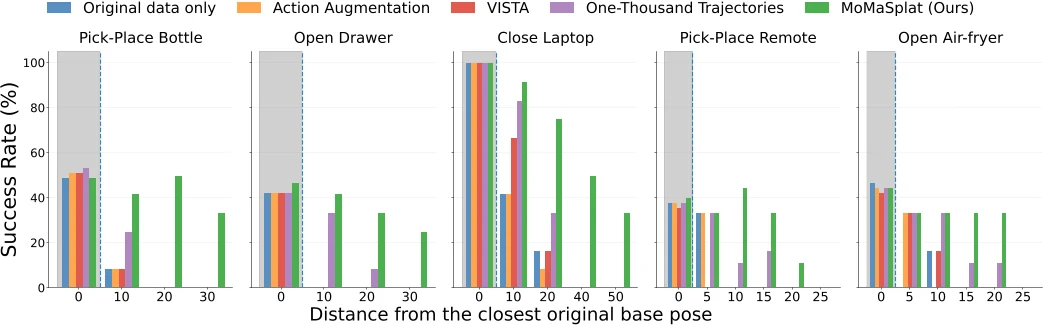 Original data only Action Augmentation VISTA One-Thousand Trajectories MoMaSplat (Ours)
Pick-Place Bottle Open Drawer Close Laptop Pick-Place Remote Open Air-fryer
Success Rate (%)
100
80
60
40
20
0
0 10 20 30 0 10 20 30 0 10 20 30 40 50 0 5 10 15 20 25 0 5 10 15 20 25
Distance from the closest original base pose